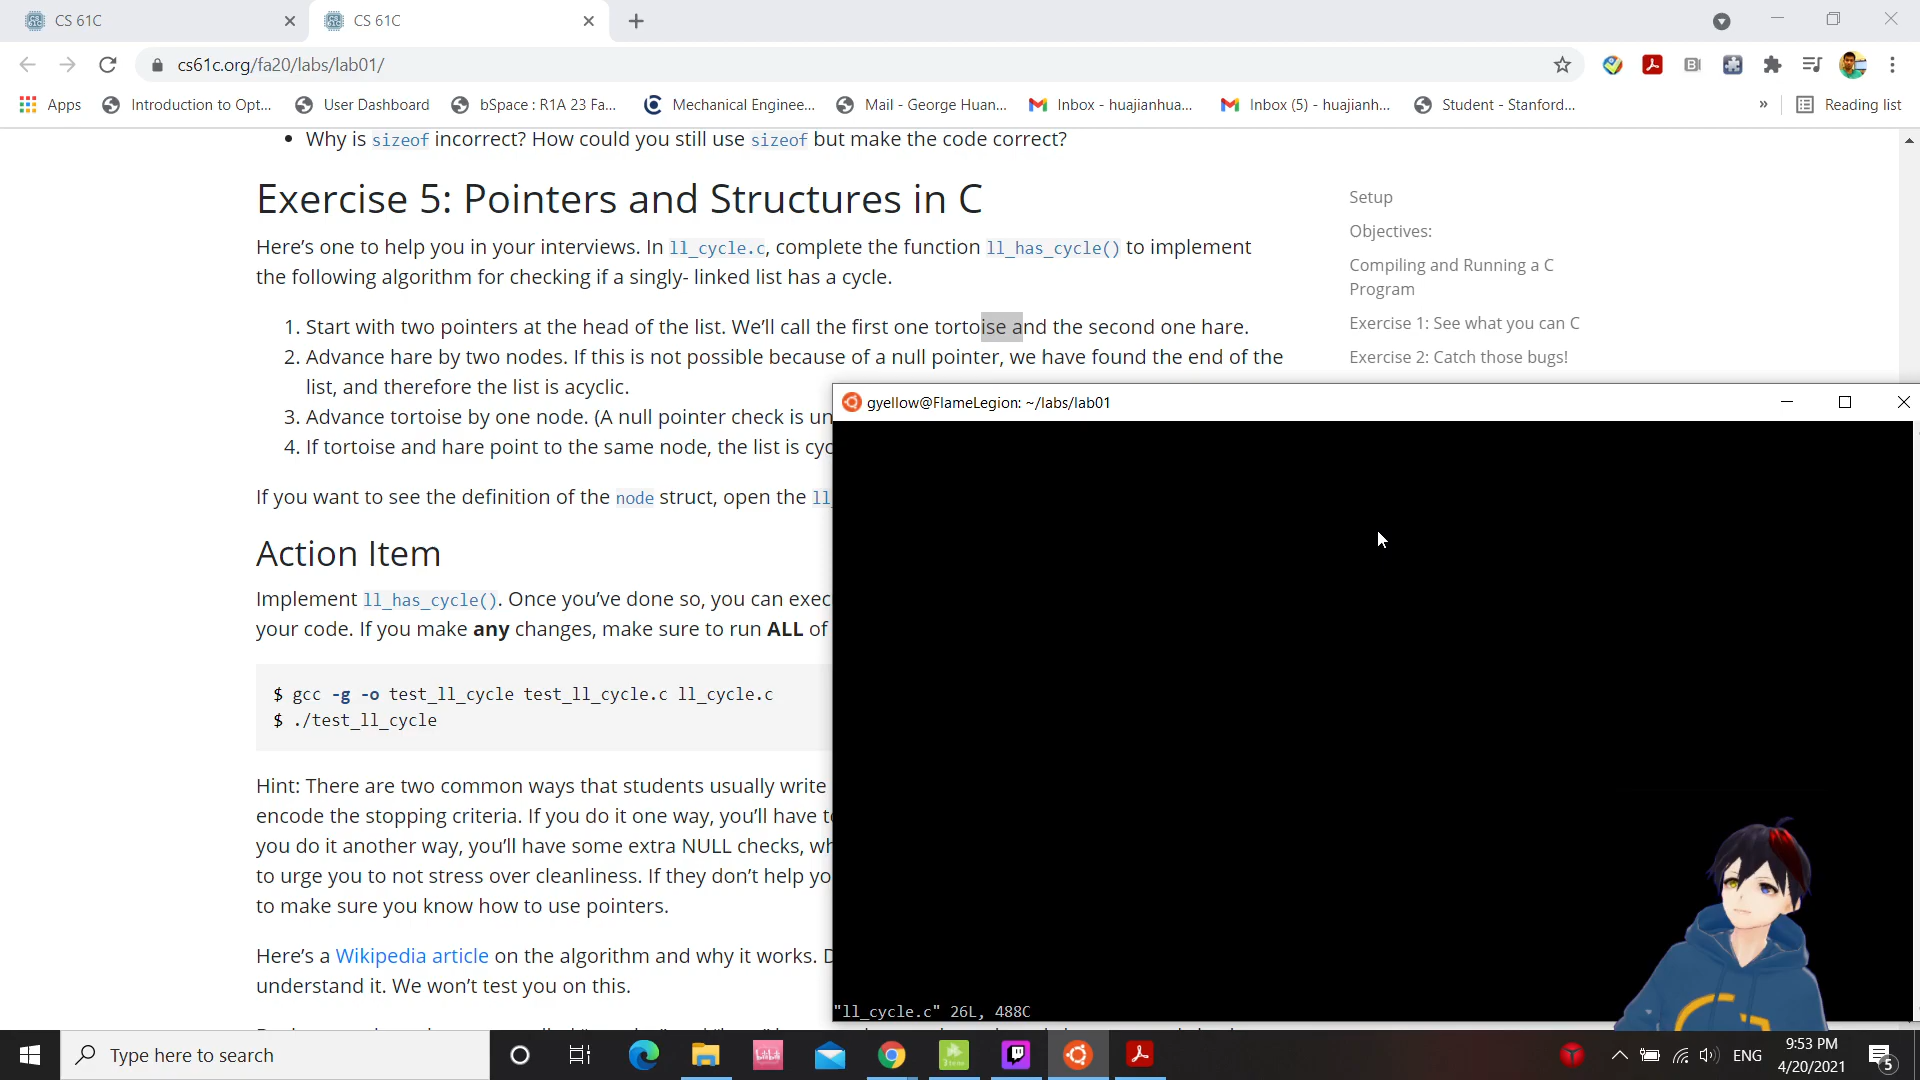 CS 61C
CS 61C
cs61c.org/fa20/labs/lab01/
Apps
Introduction to Opt...
User Dashboard
bSpace : R1A 23 Fa...
Mechanical Enginee...
Mail - George Huan...
Inbox - huajianhua...
Inbox (5) - huajianh...
Student - Stanford...
»
Reading list
• Why is sizeof incorrect? How could you still use sizeof but make the code correct?
Exercise 5: Pointers and Structures in C
Here's one to help you in your interviews. In ll_cycle.c, complete the function ll_has_cycle() to implement
the following algorithm for checking if a singly- linked list has a cycle.
1. Start with two pointers at the head of the list. We'll call the first one tortoise and the second one hare.
2. Advance hare by two nodes. If this is not possible because of a null pointer, we have found the end of the
list, and therefore the list is acyclic.
3. Advance tortoise by one node. (A null pointer check is un
4. If tortoise and hare point to the same node, the list is cyc
If you want to see the definition of the node struct, open the ll_
Action Item
Implement ll_has_cycle(). Once you've done so, you can exec
your code. If you make any changes, make sure to run ALL of
$ gcc -g -o test_ll_cycle test_ll_cycle.c ll_cycle.c
$ ./test_ll_cycle
Hint: There are two common ways that students usually write
encode the stopping criteria. If you do it one way, you'll have to
you do it another way, you'll have some extra NULL checks, wh
to urge you to not stress over cleanliness. If they don't help yo
to make sure you know how to use pointers.
Here's a Wikipedia article on the algorithm and why it works. D
understand it. We won't test you on this.
Setup
Objectives:
Compiling and Running a C
Program
Exercise 1: See what you can C
Exercise 2: Catch those bugs!
gyellow@FlameLegion: ~/labs/lab01
"ll_cycle.c" 26L, 488C
Type here to search
ENG
9:53 PM
4/20/2021
5